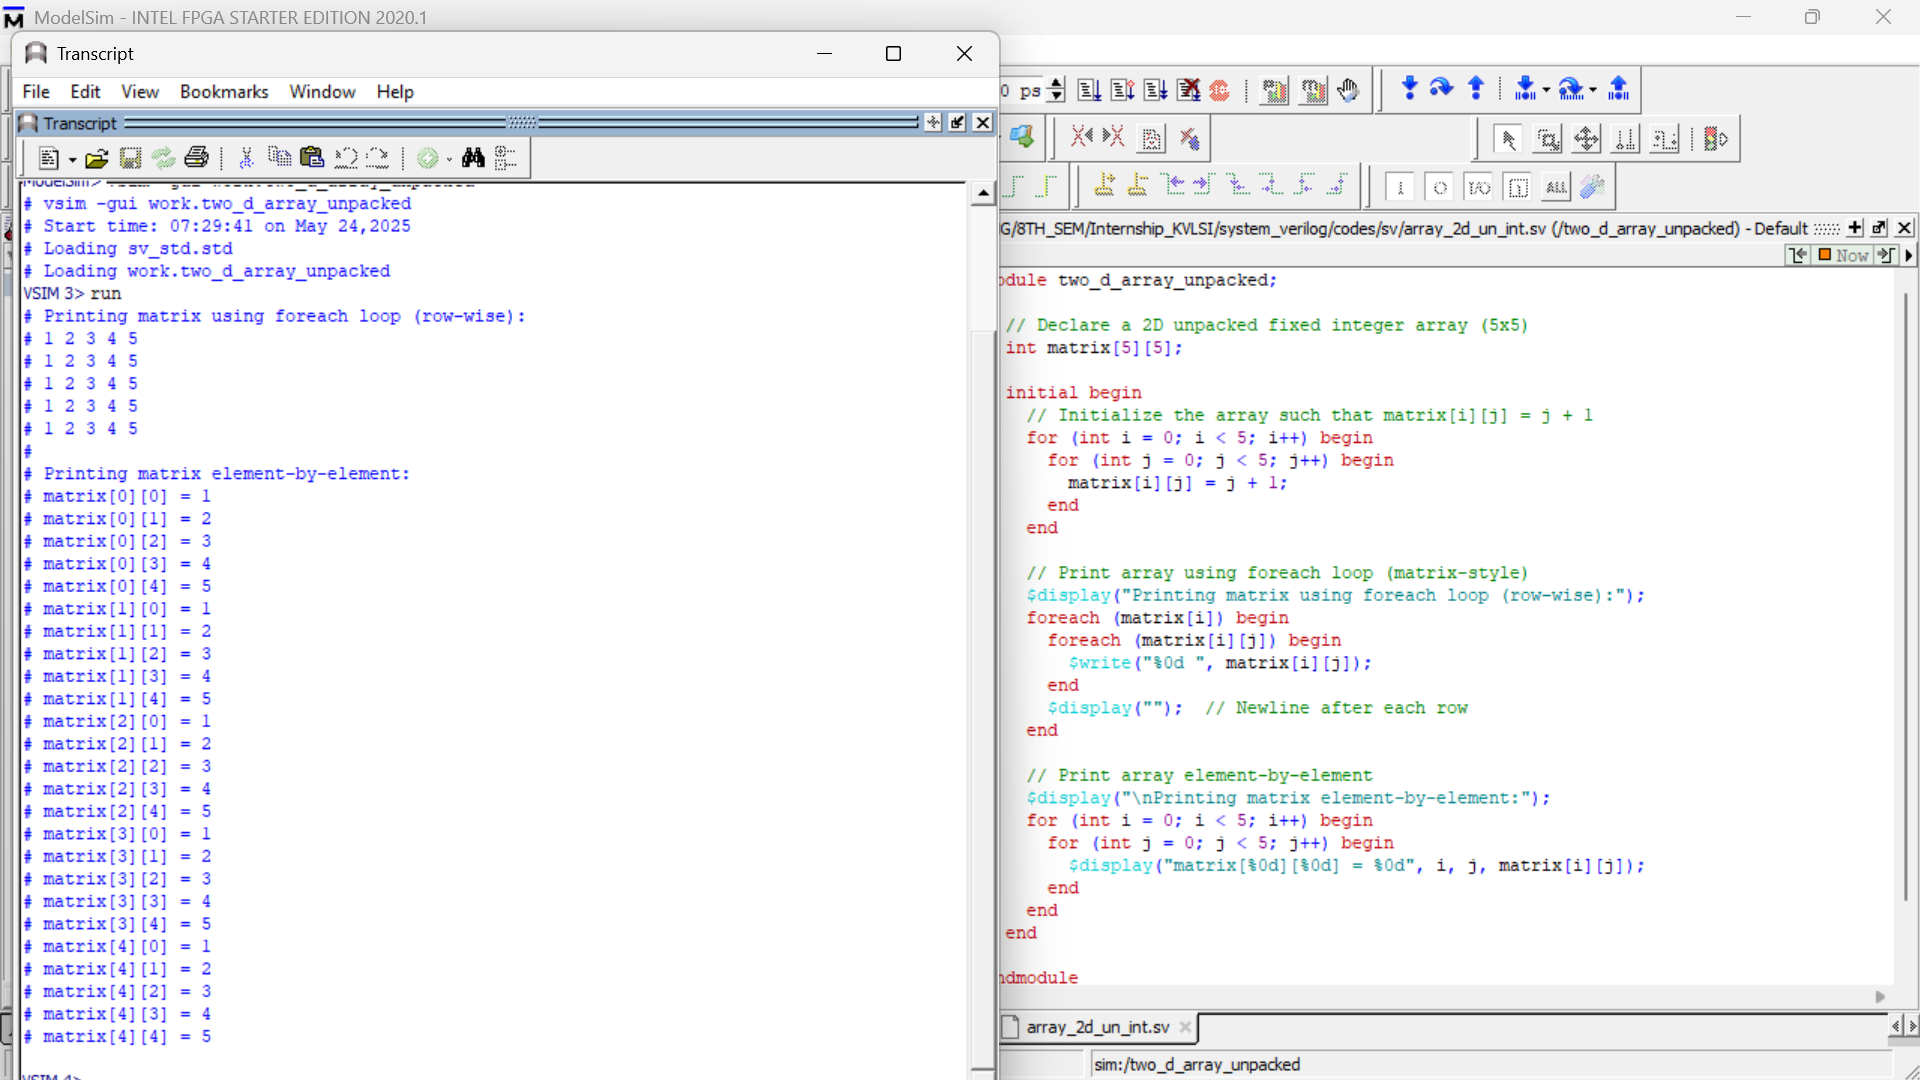 ModelSim - INTEL FPGA STARTER EDITION 2020.1
Transcript
File Edit View Bookmarks Window Help
Transcript
# vsim -gui work.two_d_array_unpacked
# Start time: 07:29:41 on May 24,2025
# Loading sv_std.std
# Loading work.two_d_array_unpacked
VSIM 3> run
# Printing matrix using foreach loop (row-wise):
# 1 2 3 4 5
# 1 2 3 4 5
# 1 2 3 4 5
# 1 2 3 4 5
# 1 2 3 4 5
#
# Printing matrix element-by-element:
# matrix[0][0] = 1
# matrix[0][1] = 2
# matrix[0][2] = 3
# matrix[0][3] = 4
# matrix[0][4] = 5
# matrix[1][0] = 1
# matrix[1][1] = 2
# matrix[1][2] = 3
# matrix[1][3] = 4
# matrix[1][4] = 5
# matrix[2][0] = 1
# matrix[2][1] = 2
# matrix[2][2] = 3
# matrix[2][3] = 4
# matrix[2][4] = 5
# matrix[3][0] = 1
# matrix[3][1] = 2
# matrix[3][2] = 3
# matrix[3][3] = 4
# matrix[3][4] = 5
# matrix[4][0] = 1
# matrix[4][1] = 2
# matrix[4][2] = 3
# matrix[4][3] = 4
# matrix[4][4] = 5
VSIM 4>
0 ps
ALL
G/8TH_SEM/Internship_KVLSI/system_verilog/codes/sv/array_2d_un_int.sv (/two_d_array_unpacked) - Default
Now
dule two_d_array_unpacked;
// Declare a 2D unpacked fixed integer array (5x5)
int matrix[5][5];
initial begin
// Initialize the array such that matrix[i][j] = j + 1
for (int i = 0; i < 5; i++) begin
for (int j = 0; j < 5; j++) begin
matrix[i][j] = j + 1;
end
end
// Print array using foreach loop (matrix-style)
$display("Printing matrix using foreach loop (row-wise):");
foreach (matrix[i]) begin
foreach (matrix[i][j]) begin
$write("%0d ", matrix[i][j]);
end
$display(""); // Newline after each row
end
// Print array element-by-element
$display("\nPrinting matrix element-by-element:");
for (int i = 0; i < 5; i++) begin
for (int j = 0; j < 5; j++) begin
$display("matrix[%0d][%0d] = %0d", i, j, matrix[i][j]);
end
end
end
dmodule
array_2d_un_int.sv
sim:/two_d_array_unpacked